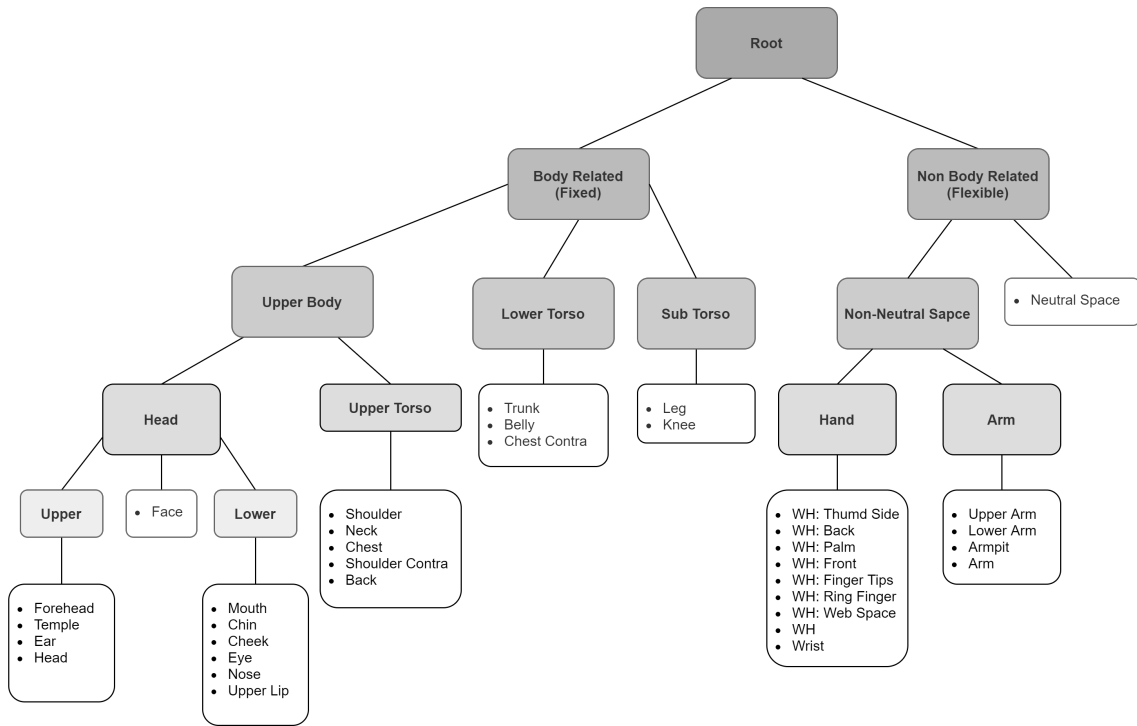 Root
Body Related
(Fixed)
Non Body Related
(Flexible)
Upper Body
Lower Torso
Sub Torso
Non-Neutral Sapce
• Neutral Space
Head
Upper Torso
• Trunk
• Belly
• Chest Contra
• Leg
• Knee
Hand
Arm
Upper
• Face
Lower
• Shoulder
• Neck
• Chest
• Shoulder Contra
• Back
• WH: Thumd Side
• WH: Back
• WH: Palm
• WH: Front
• WH: Finger Tips
• WH: Ring Finger
• WH: Web Space
• WH
• Wrist
• Upper Arm
• Lower Arm
• Armpit
• Arm
• Forehead
• Temple
• Ear
• Head
• Mouth
• Chin
• Cheek
• Eye
• Nose
• Upper Lip